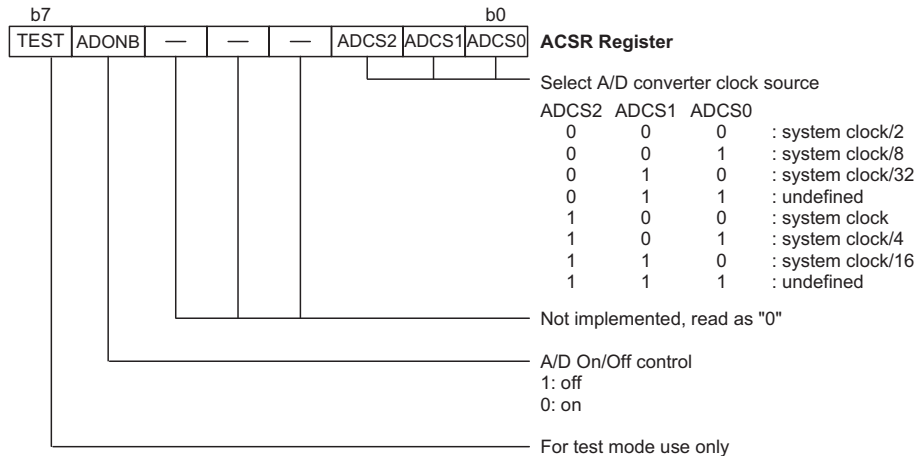 b7 b0
TEST ADONB — — — ADCS2 ADCS1 ADCS0 ACSR Register
Select A/D converter clock source
ADCS2 ADCS1 ADCS0
0 0 0 : system clock/2
0 0 1 : system clock/8
0 1 0 : system clock/32
0 1 1 : undefined
1 0 0 : system clock
1 0 1 : system clock/4
1 1 0 : system clock/16
1 1 1 : undefined
Not implemented, read as "0"
A/D On/Off control
1: off
0: on
For test mode use only